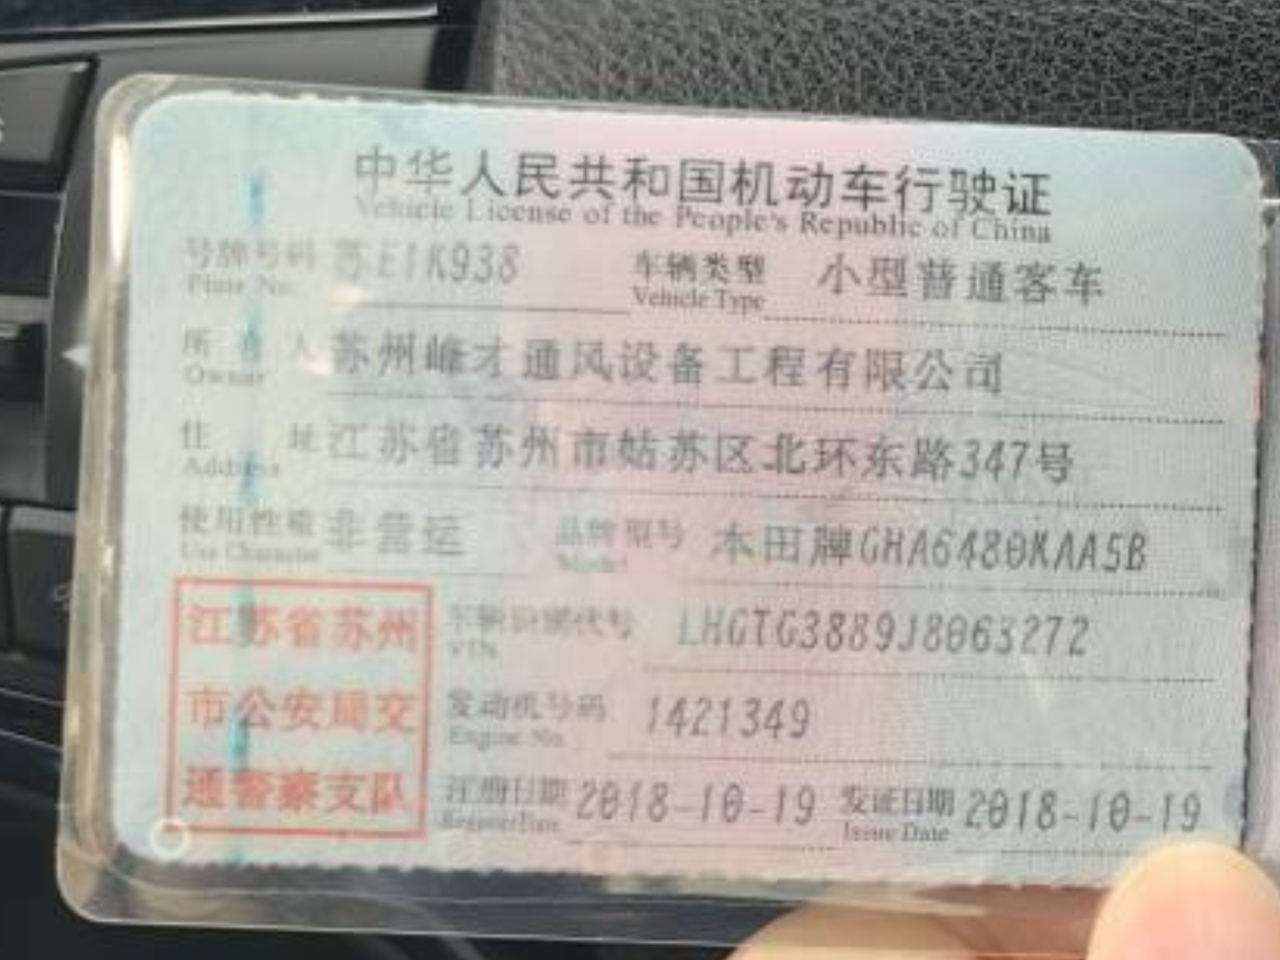 中华人民共和国机动车行驶证
Vehicle License of the People's Republic of China
号牌号码 苏E1K938 车辆类型 小型普通客车
Plate No. Vehicle Type
所有人 苏州峰才通风设备工程有限公司
Owner
住址 江苏省苏州市姑苏区北环东路347号
Address
使用性质 非营运 品牌型号 本田牌GHA6480KAA5B
Use Character Model
江苏省苏州
市公安局交
通警察支队
车辆识别代号 LHGTG3889J8063272
VIN
发动机号码 1421349
Engine No.
注册日期 2018-10-19 发证日期 2018-10-19
Register Date Issue Date